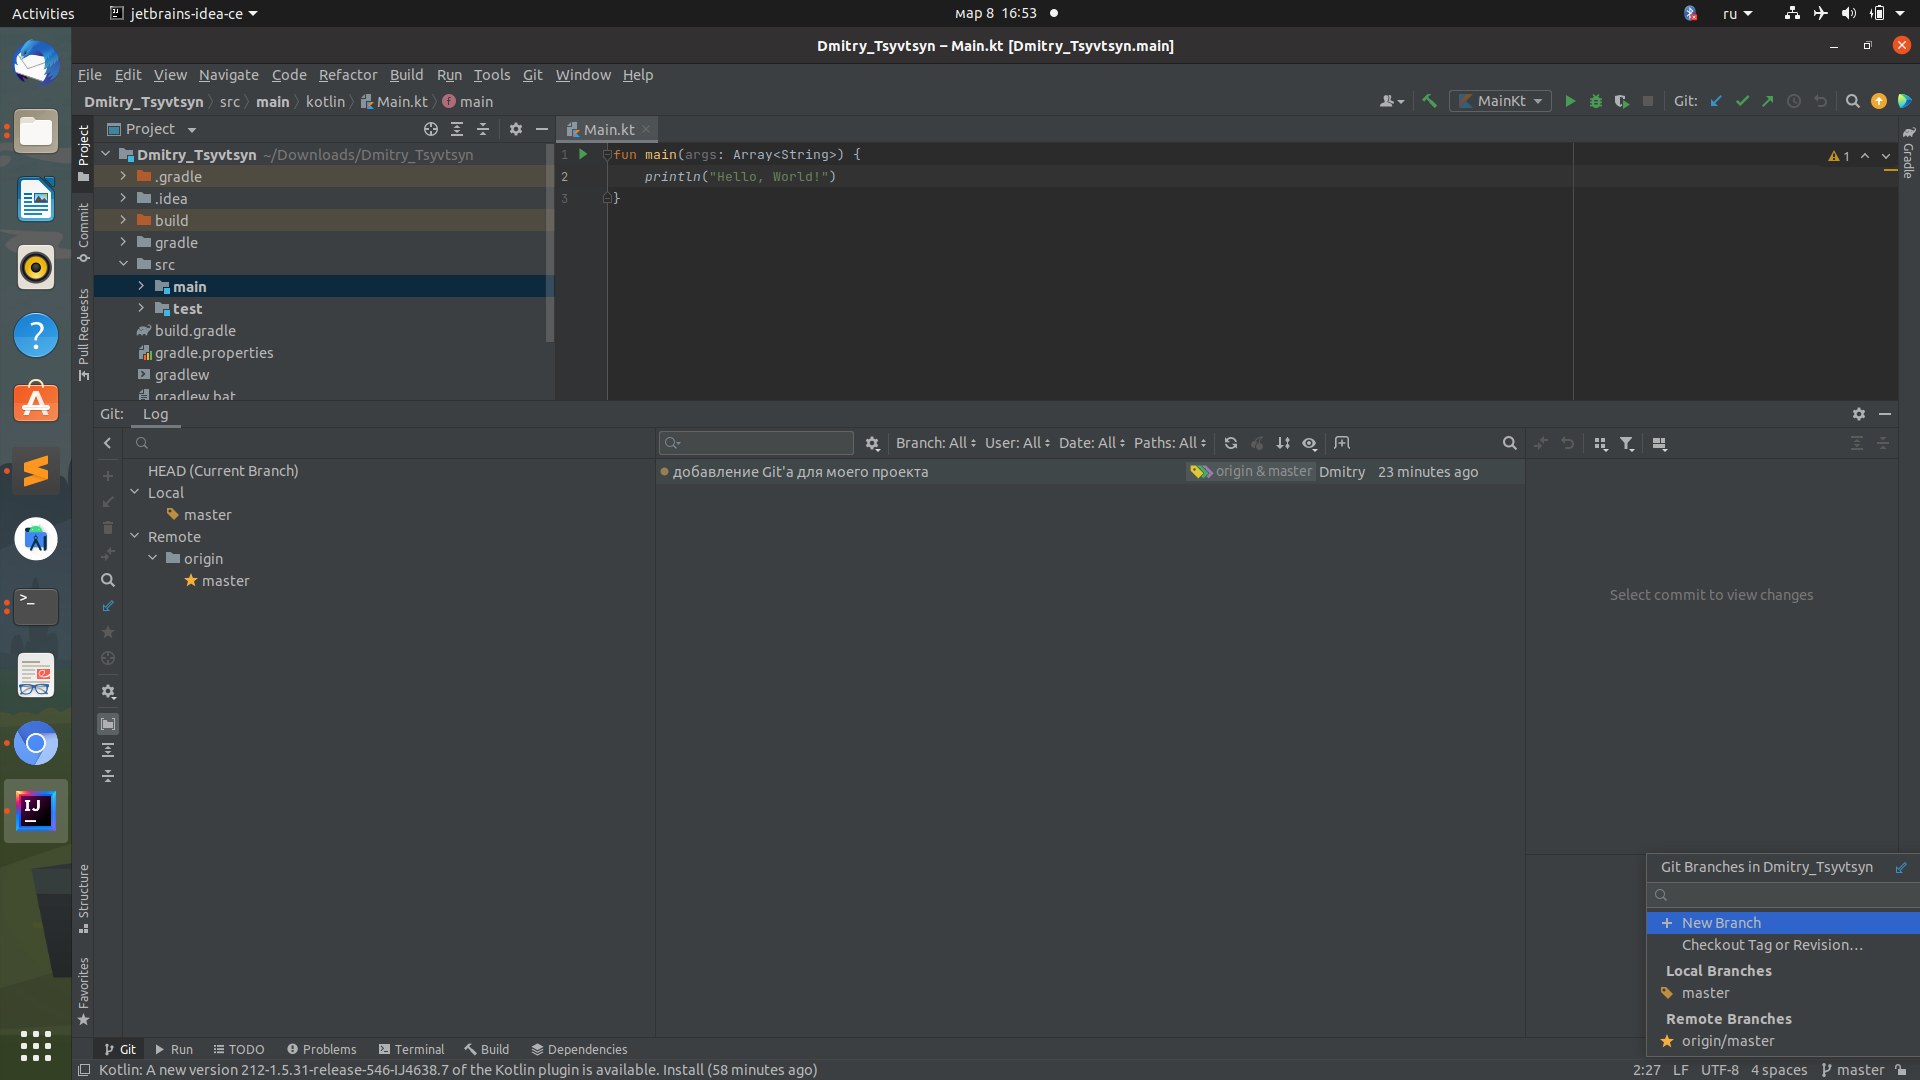 Activities
jetbrains-idea-ce
мар 8 16:53
ru
Dmitry_Tsyvtsyn – Main.kt [Dmitry_Tsyvtsyn.main]
File Edit View Navigate Code Refactor Build Run Tools Git Window Help
Dmitry_Tsyvtsyn src main kotlin Main.kt main
MainKt
Git:
Project
Main.kt
Project
Commit
Pull Requests
Structure
Favorites
Gradle
Dmitry_Tsyvtsyn ~/Downloads/Dmitry_Tsyvtsyn
.gradle
.idea
build
gradle
src
main
test
build.gradle
gradle.properties
gradlew
gradlew.bat
1 fun main(args: Array<String>) {
2 println("Hello, World!")
3 }
1
Git: Log
Branch: All User: All Date: All Paths: All
HEAD (Current Branch)
Local
master
Remote
origin
master
добавление Git'а для моего проекта origin & master Dmitry 23 minutes ago
Select commit to view changes
Git Branches in Dmitry_Tsyvtsyn
New Branch
Checkout Tag or Revision…
Local Branches
master
Remote Branches
origin/master
Git Run TODO Problems Terminal Build Dependencies
Kotlin: A new version 212-1.5.31-release-546-IJ4638.7 of the Kotlin plugin is available. Install (58 minutes ago)
2:27 LF UTF-8 4 spaces master